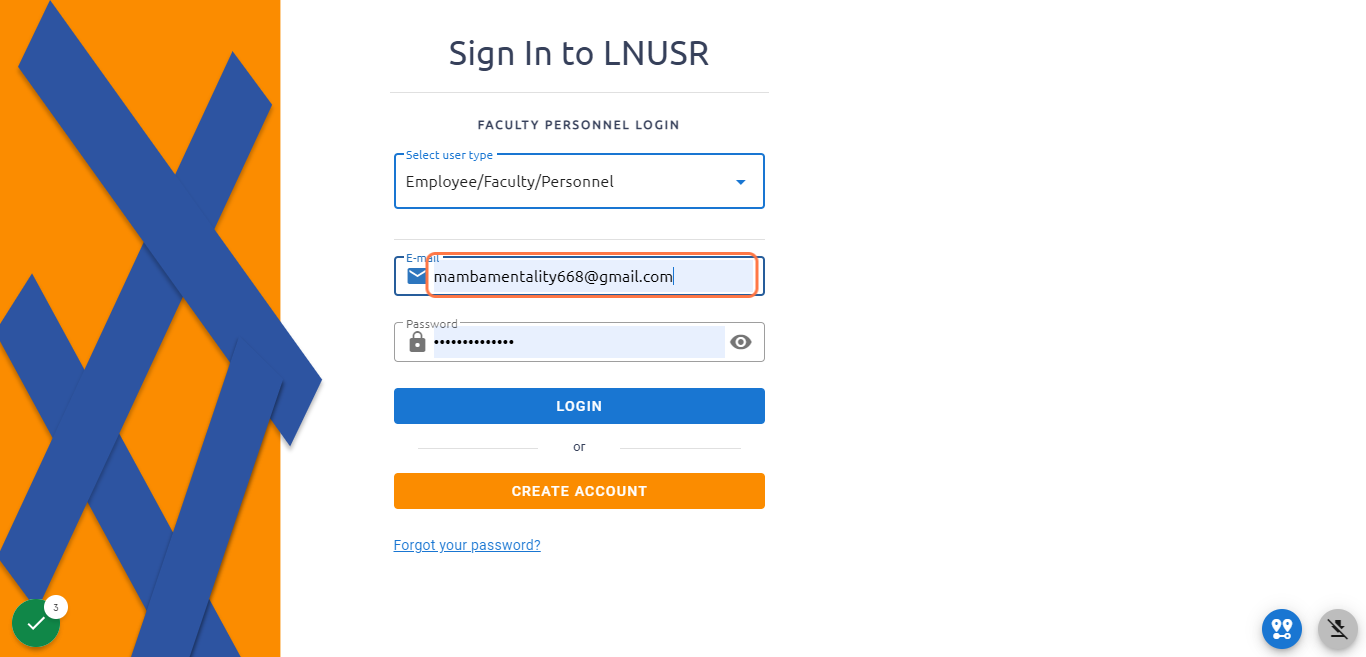 Sign In to LNUSR
FACULTY PERSONNEL LOGIN
Select user type
Employee/Faculty/Personnel
E-mail
mambamentality668@gmail.com
Password
••••••••••••••
LOGIN
or
CREATE ACCOUNT
Forgot your password?
3